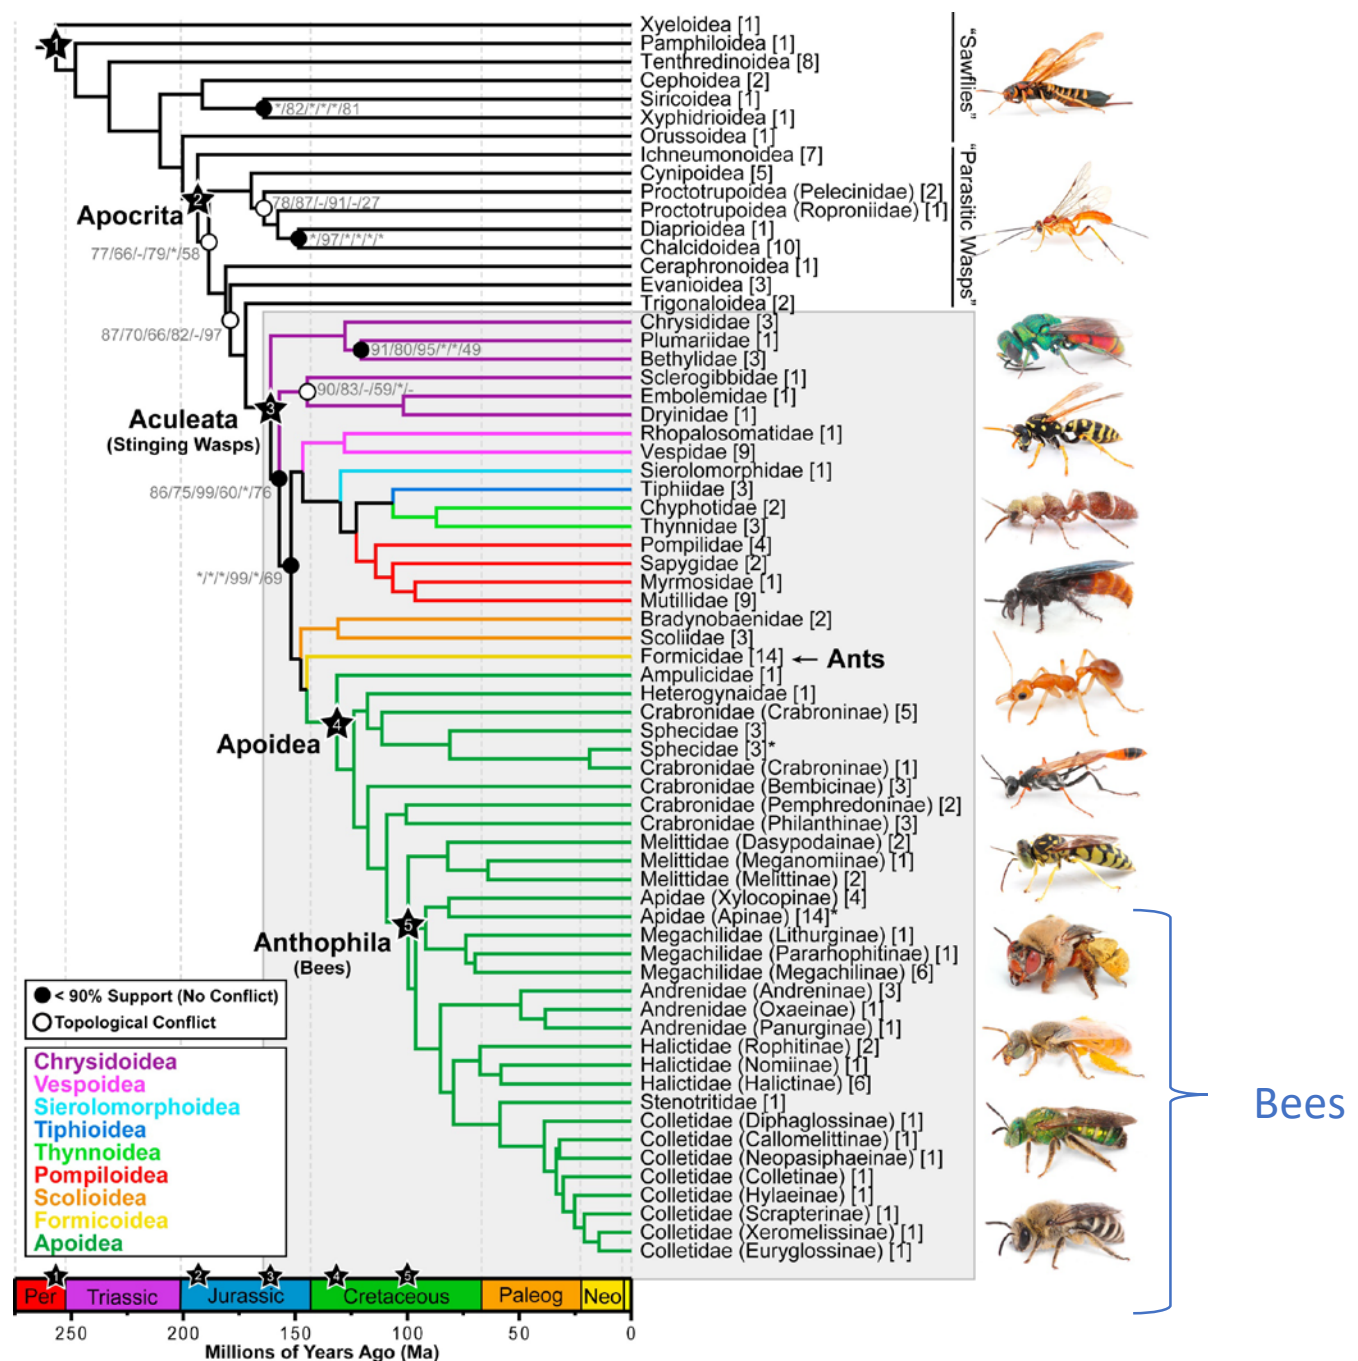 Xyeloidea [1]
Pamphiloidea [1]
Tenthredinoidea [8]
Cephoidea [2]
Siricoidea [1]
Xyphidrioidea [1]
Orussoidea [1]
Ichneumonoidea [7]
Cynipoidea [5]
Proctotrupoidea (Pelecinidae) [2]
Proctotrupoidea (Roproniidae) [1]
Diaprioidea [1]
Chalcidoidea [10]
Ceraphronoidea [1]
Evanioidea [3]
Trigonaloidea [2]
Chrysididae [3]
Plumariidae [1]
Bethylidae [3]
Sclerogibbidae [1]
Embolemidae [1]
Dryinidae [1]
Rhopalosomatidae [1]
Vespidae [9]
Sierolomorphidae [1]
Tiphiidae [3]
Chyphotidae [2]
Thynnidae [3]
Pompilidae [4]
Sapygidae [2]
Myrmosidae [1]
Mutillidae [9]
Bradynobaenidae [2]
Scoliidae [3]
Formicidae [14] ← Ants
Ampulicidae [1]
Heterogynaidae [1]
Crabronidae (Crabroninae) [5]
Sphecidae [3]
Sphecidae [3]*
Crabronidae (Crabroninae) [1]
Crabronidae (Bembicinae) [3]
Crabronidae (Pemphredoninae) [2]
Crabronidae (Philanthinae) [3]
Melittidae (Dasypodainae) [2]
Melittidae (Meganomiinae) [1]
Melittidae (Melittinae) [2]
Apidae (Xylocopinae) [4]
Apidae (Apinae) [14]*
Megachilidae (Lithurginae) [1]
Megachilidae (Pararhophitinae) [1]
Megachilidae (Megachilinae) [6]
Andrenidae (Andreninae) [3]
Andrenidae (Oxaeinae) [1]
Andrenidae (Panurginae) [1]
Halictidae (Rophitinae) [2]
Halictidae (Nomiinae) [1]
Halictidae (Halictinae) [6]
Stenotritidae [1]
Colletidae (Diphaglossinae) [1]
Colletidae (Callomelittinae) [1]
Colletidae (Neopasiphaeinae) [1]
Colletidae (Colletinae) [1]
Colletidae (Hylaeinae) [1]
Colletidae (Scrapterinae) [1]
Colletidae (Xeromelissinae) [1]
Colletidae (Euryglossinae) [1]
"Sawflies"
"Parasitic Wasps"
Bees
1
*/82/*/*/*/81
2
Apocrita
78/87/-/91/-/27
*/97/*/*/*/*
77/66/-/79/*/58
87/70/66/82/-/97
91/80/95/*/*/49
90/83/-/59/*/-
3
Aculeata
(Stinging Wasps)
86/75/99/60/*/76
*/*/*/99/*/69
4
Apoidea
5
Anthophila
(Bees)
< 90% Support (No Conflict)
Topological Conflict
Chrysidoidea
Vespoidea
Sierolomorphoidea
Tiphioidea
Thynnoidea
Pompiloidea
Scolioidea
Formicoidea
Apoidea
1 2 3 4 5
Per Triassic Jurassic Cretaceous Paleog Neo
250 200 150 100 50 0
Millions of Years Ago (Ma)